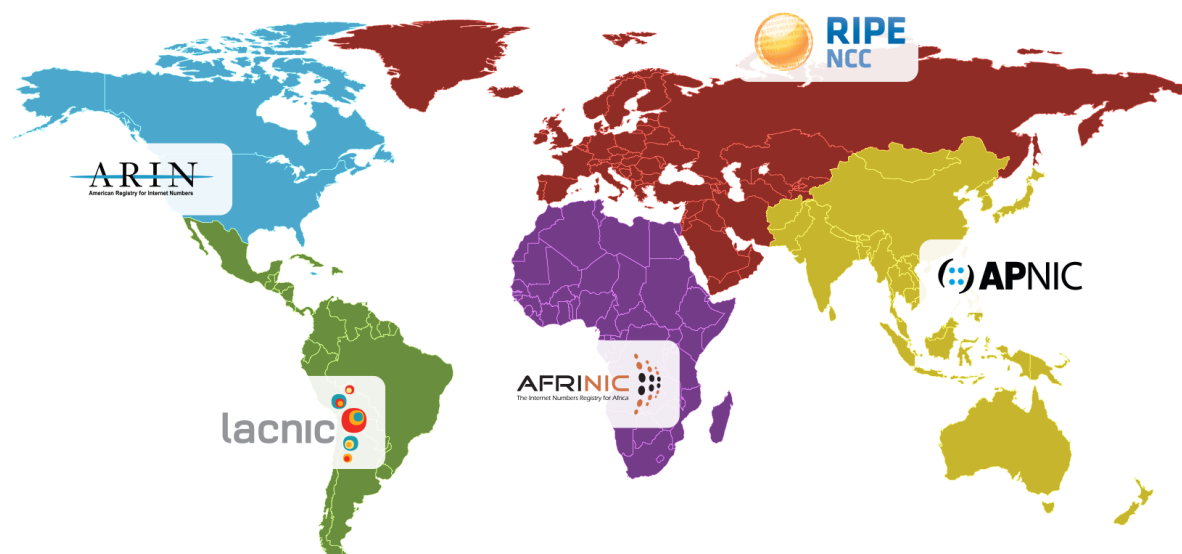 RIPE
NCC
ARIN
American Registry for Internet Numbers
APNIC
AFRINIC
The Internet Numbers Registry for Africa
lacnic